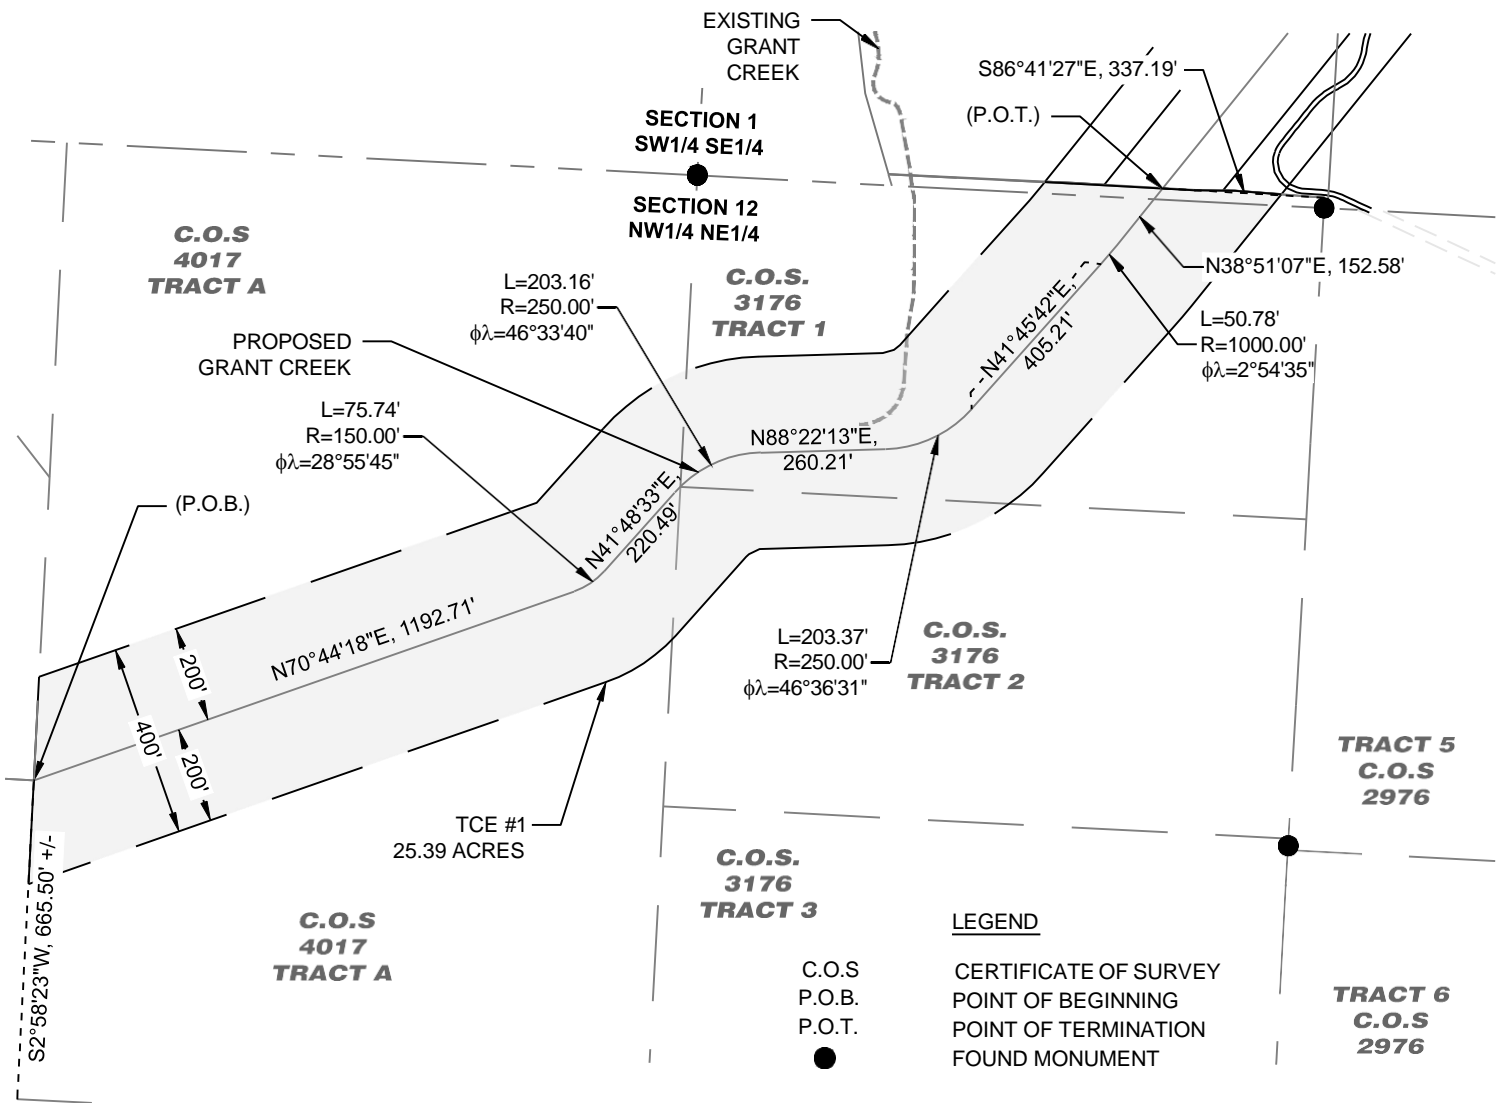 EXISTING
GRANT
CREEK
S86°41'27"E, 337.19'
(P.O.T.)
SECTION 1
SW1/4 SE1/4
SECTION 12
NW1/4 NE1/4
C.O.S
4017
TRACT A
C.O.S.
3176
TRACT 1
N38°51'07"E, 152.58'
L=203.16'
R=250.00'
ϕλ=46°33'40"
PROPOSED
GRANT CREEK
N41°45'42"E,
405.21'
L=50.78'
R=1000.00'
ϕλ=2°54'35"
L=75.74'
R=150.00'
ϕλ=28°55'45"
N88°22'13"E,
260.21'
(P.O.B.)
N41°48'33"E,
220.49'
N70°44'18"E, 1192.71'
200'
400'
200'
L=203.37'
R=250.00'
ϕλ=46°36'31"
C.O.S.
3176
TRACT 2
TRACT 5
C.O.S
2976
TCE #1
25.39 ACRES
S2°58'23"W, 665.50' +/-
C.O.S
4017
TRACT A
C.O.S.
3176
TRACT 3
LEGEND
C.O.S CERTIFICATE OF SURVEY
P.O.B. POINT OF BEGINNING
P.O.T. POINT OF TERMINATION
FOUND MONUMENT
TRACT 6
C.O.S
2976